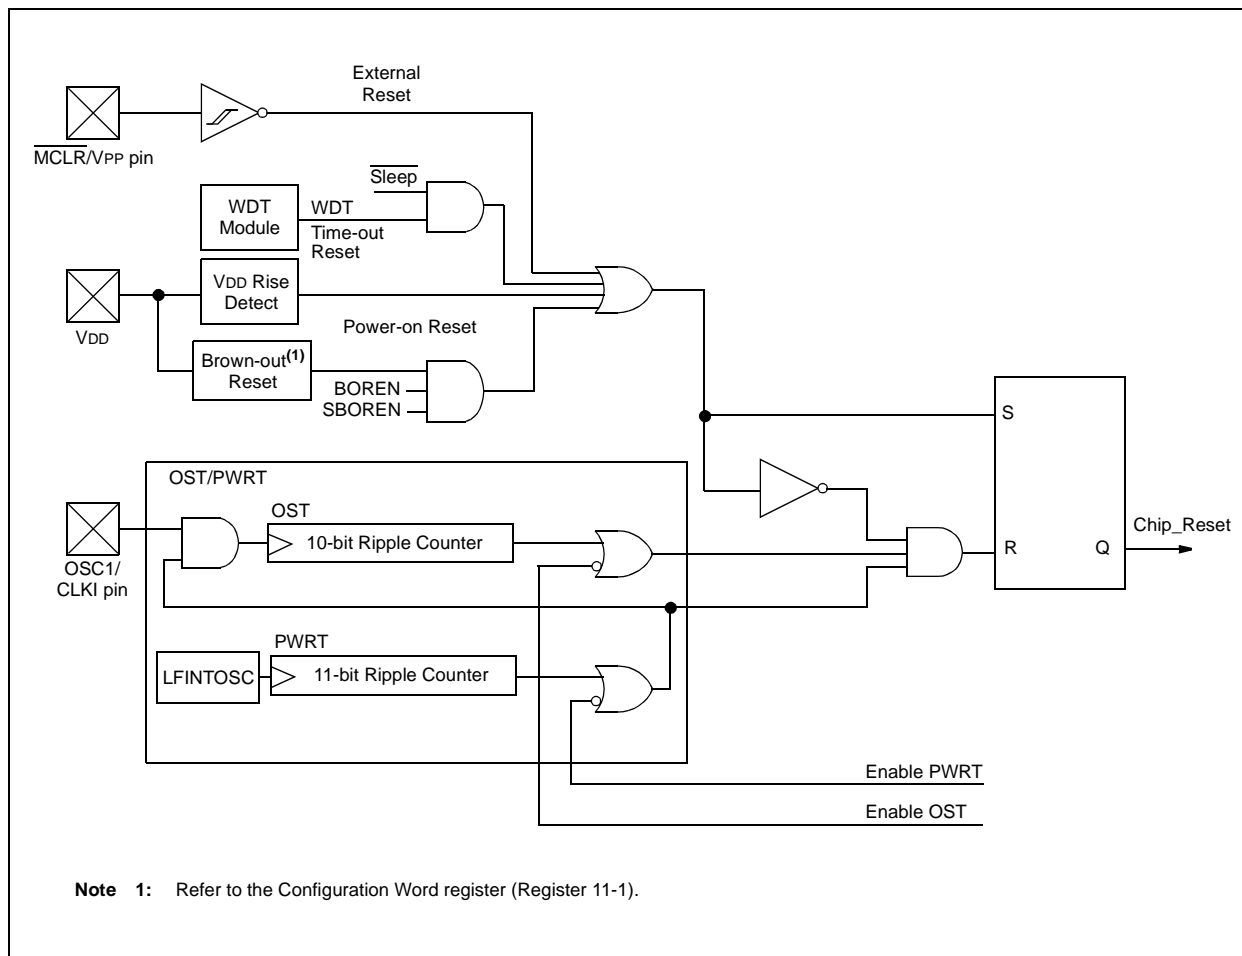 External
Reset
MCLR/VPP pin
Sleep
WDT
Module
WDT
Time-out
Reset
VDD
VDD Rise
Detect
Power-on Reset
Brown-out(1)
Reset
BOREN
SBOREN
S
OST/PWRT
OST
10-bit Ripple Counter
OSC1/
CLKI pin
R
Q
Chip_Reset
PWRT
LFINTOSC
11-bit Ripple Counter
Enable PWRT
Enable OST
Note 1: Refer to the Configuration Word register (Register 11-1).